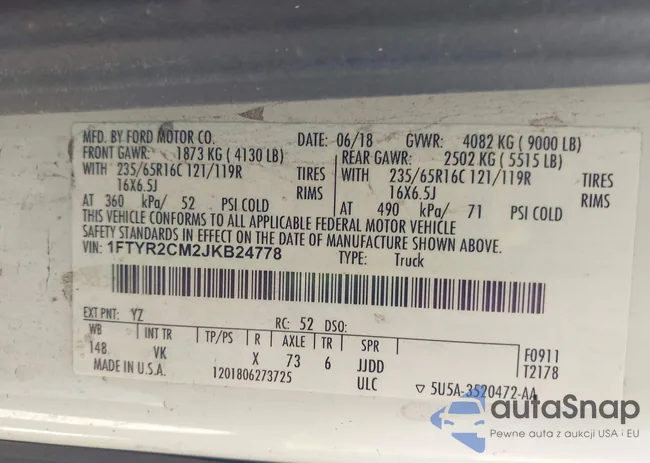 MFD. BY FORD MOTOR CO. DATE: 06/18 GVWR: 4082 KG ( 9000 LB)
FRONT GAWR: 1873 KG ( 4130 LB) REAR GAWR: 2502 KG ( 5515 LB)
WITH 235/65R16C 121/119R TIRES WITH 235/65R16C 121/119R TIRES
16X6.5J RIMS 16X6.5J RIMS
AT 360 kPa/ 52 PSI COLD AT 490 kPa/ 71 PSI COLD
THIS VEHICLE CONFORMS TO ALL APPLICABLE FEDERAL MOTOR VEHICLE
SAFETY STANDARDS IN EFFECT ON THE DATE OF MANUFACTURE SHOWN ABOVE.
VIN: 1FTYR2CM2JKB24778 TYPE: Truck
EXT PNT: YZ RC: 52 DSO:
WB INT TR TP/PS R AXLE TR SPR F0911
148 VK X 73 6 JJDD T2178
MADE IN U.S.A. 1201806273725 ULC ▽ 5U5A-3520472-AA
autaSnap
Pewne auta z aukcji USA i EU